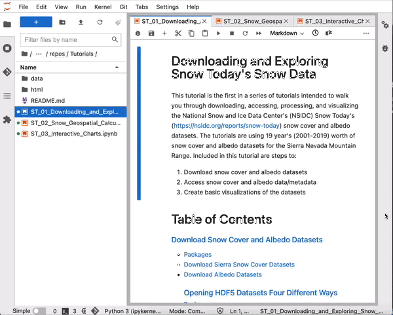 File Edit View Run Kernel Git Tabs Settings Help
ST_01_Downloading_
ST_02_Snow_Geospa
ST_03_Interactive_Ch
Markdown
Filter files by name
/ ··· / repos / Tutorials /
Name
data
html
README.md
ST_01_Downloading_and_Expl...
ST_02_Snow_Geospatial_Calcu...
ST_03_Interactive_Charts.ipynb
Downloading and Exploring
Snow Today's Snow Data
This tutorial is the first in a series of tutorials intended to walk
you through downloading, accessing, processing, and visualizing
the National Snow and Ice Data Center's (NSIDC) Snow Today's
(https://nsidc.org/reports/snow-today) snow cover and albedo
datasets. The tutorials are using 19 year's (2001-2019) worth of
snow cover and albedo datasets for the Sierra Nevada Mountain
Range. Included in this tutorial are steps to:
1. Download snow cover and albedo datasets
2. Access snow cover and albedo data/metadata
3. Create basic visualizations of the datasets
Table of Contents
Download Snow Cover and Albedo Datasets
• Packages
• Download Sierra Snow Cover Datasets
• Download Albedo Datasets
Opening HDF5 Datasets Four Different Ways
Simple 0 3 Python 3 (ipykerne... Mode: Com... Ln 1, ... ST_01_Downloading_and_Exploring_Snow_